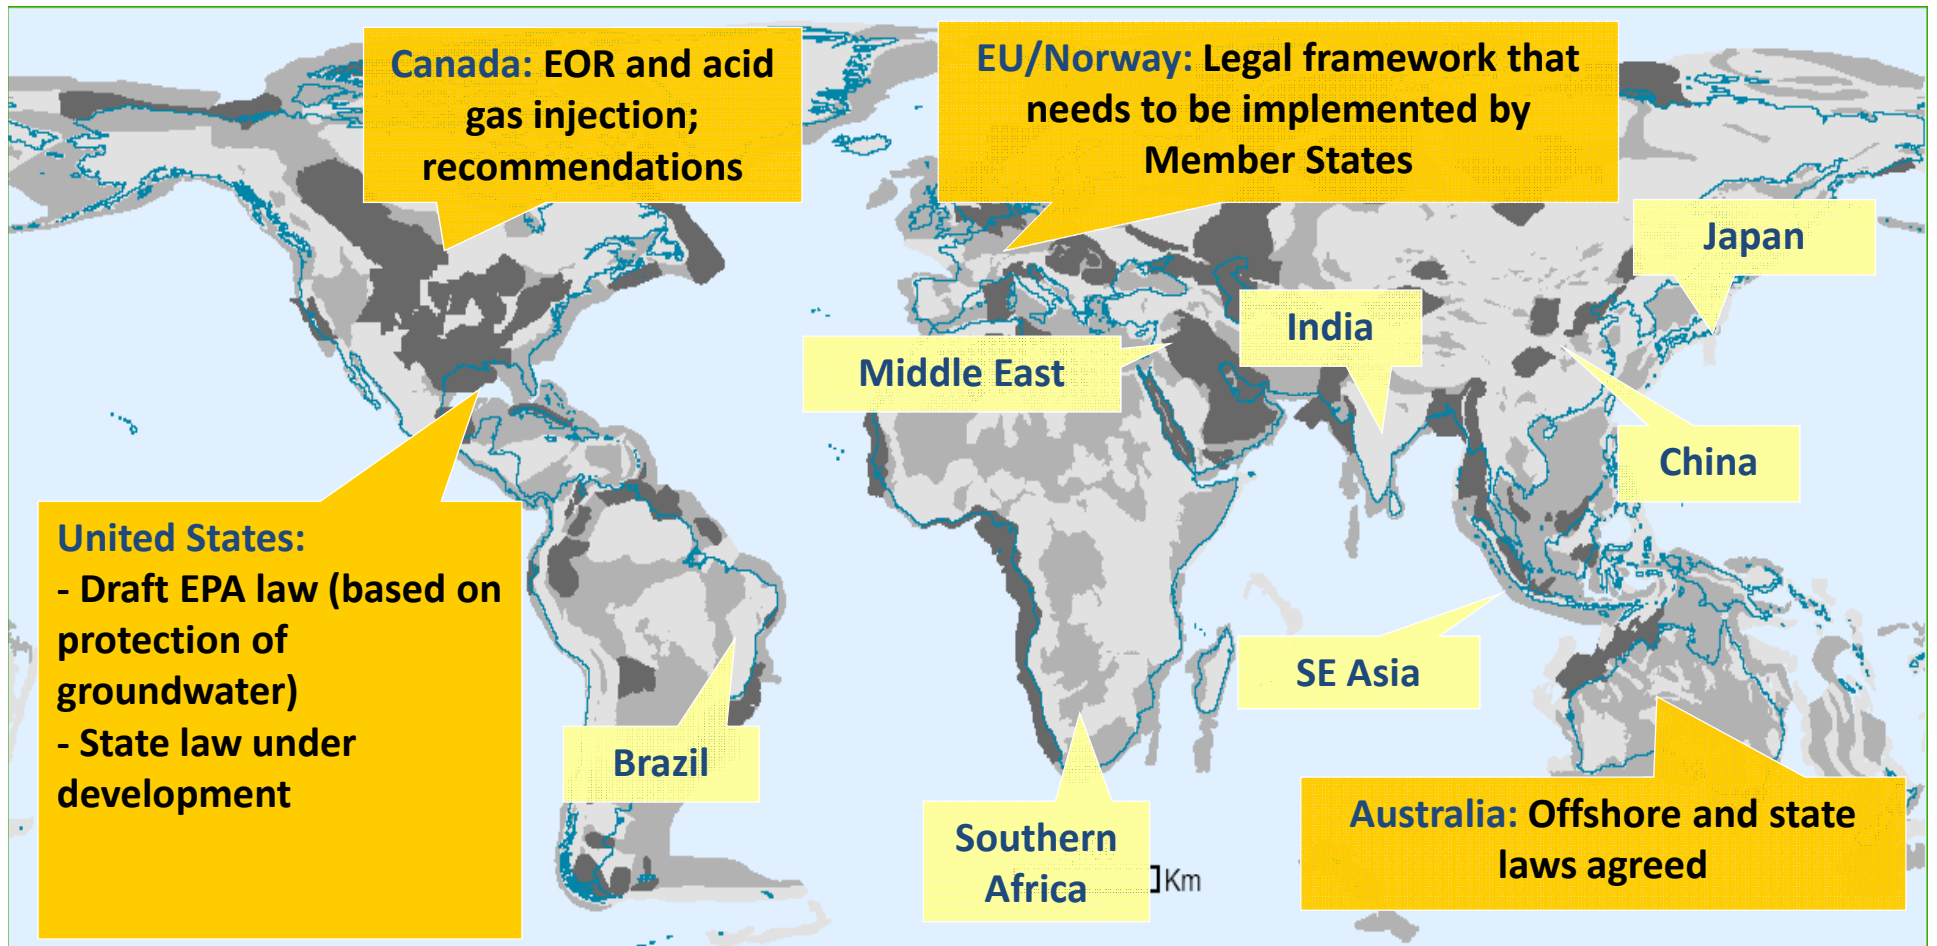 Canada: EOR and acid
gas injection;
recommendations
EU/Norway: Legal framework that
needs to be implemented by
Member States
Japan
India
Middle East
China
United States:
- Draft EPA law (based on
protection of
groundwater)
- State law under
development
SE Asia
Brazil
Southern
Africa
Km
Australia: Offshore and state
laws agreed